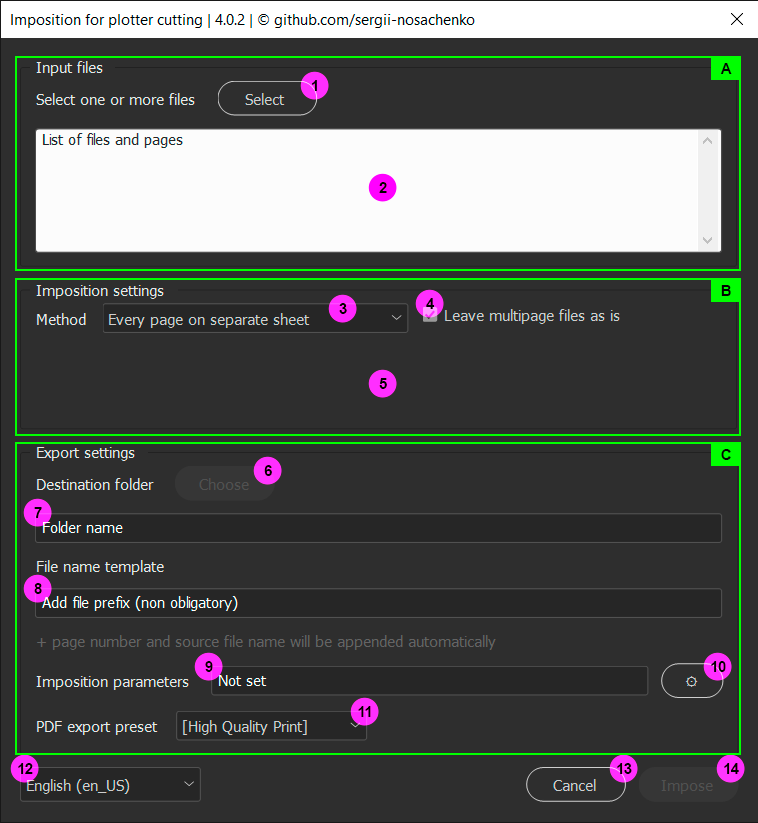 Imposition for plotter cutting | 4.0.2 | © github.com/sergii-nosachenko
A
Input files
1
Select one or more files
Select
List of files and pages
2
B
Imposition settings
3
4
Method
Every page on separate sheet
Leave multipage files as is
5
C
Export settings
6
Destination folder
Choose
7
Folder name
File name template
8
Add file prefix (non obligatory)
+ page number and source file name will be appended automatically
9
10
Imposition parameters
Not set
11
PDF export preset
[High Quality Print]
12
13
14
English (en_US)
Cancel
Impose